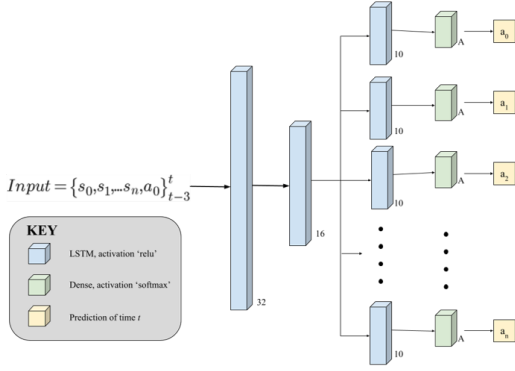 10
A
a₀
10
A
a₁
Input = {s₀,s₁,...sₙ,a₀}ᵗₜ₋₃
32
16
10
A
a₂
KEY
LSTM, activation ‘relu’
Dense, activation ‘softmax’
Prediction of time t
10
A
aₙ